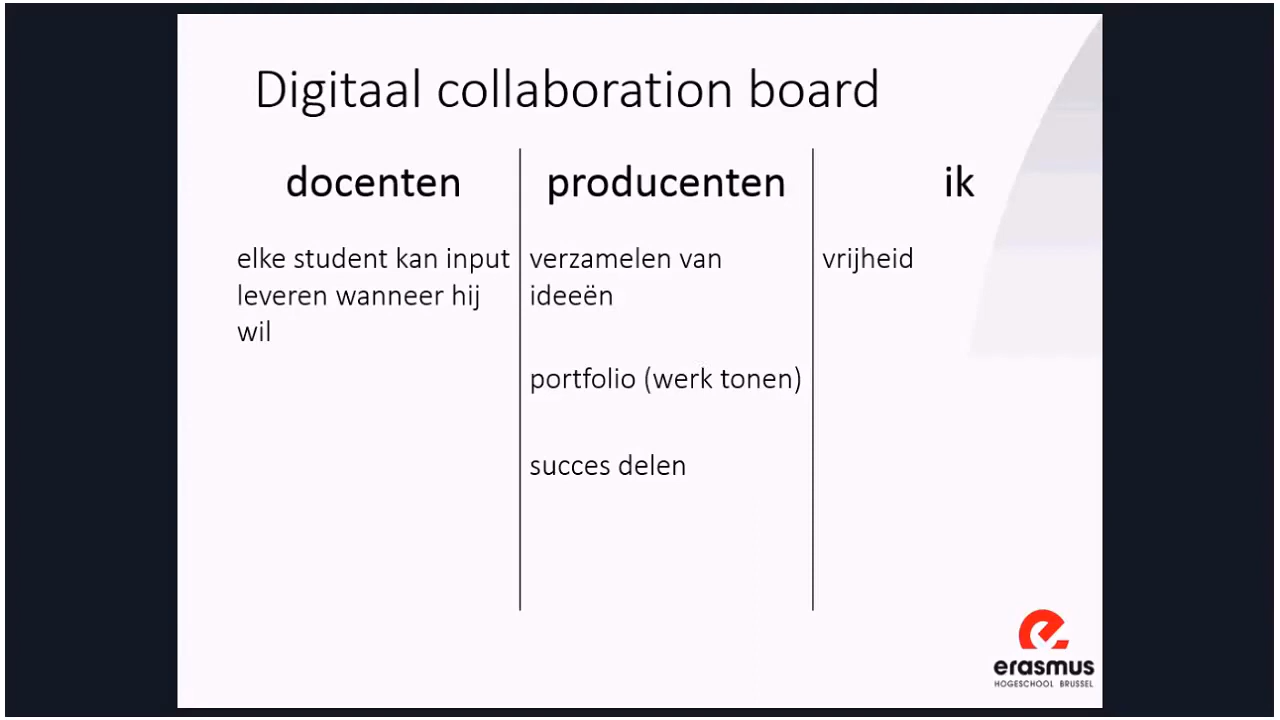 Digitaal collaboration board
docenten
elke student kan input
leveren wanneer hij
wil
producenten
verzamelen van
ideeën
portfolio (werk tonen)
succes delen
ik
vrijheid
erasmus
HOGESCHOOL BRUSSEL